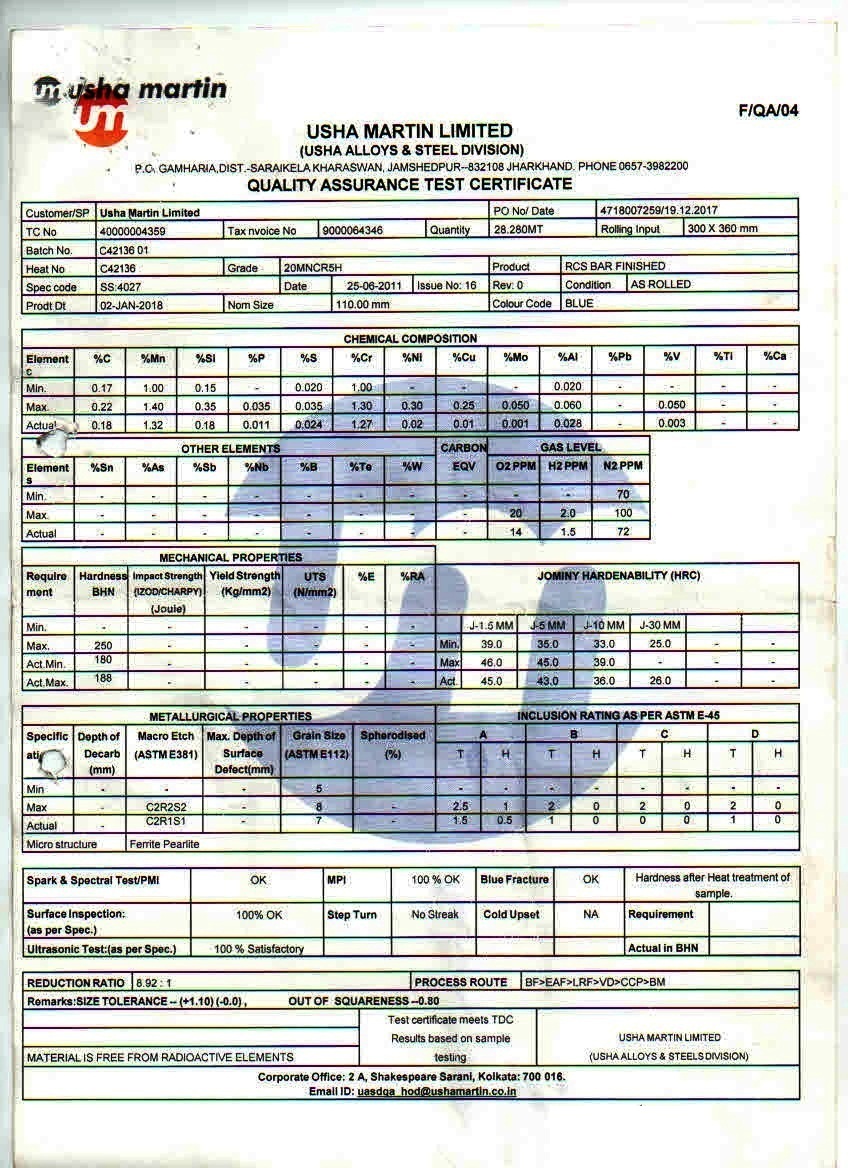 usha martin
um
F/QA/04
USHA MARTIN LIMITED
(USHA ALLOYS & STEEL DIVISION)
P.O. GAMHARIA,DIST.-SARAIKELA KHARASWAN, JAMSHEDPUR--832108 JHARKHAND. PHONE 0657-3982200
QUALITY ASSURANCE TEST CERTIFICATE
Customer/SP Usha Martin Limited PO No/ Date 4718007259/19.12.2017
TC No 40000004359 Tax nvoice No 9000064346 Quantity 28.280MT Rolling Input 300 X 360 mm
Batch No. C42136 01
Heat No C42136 Grade 20MNCR5H Product RCS BAR FINISHED
Spec code SS:4027 Date 25-06-2011 Issue No: 16 Rev: 0 Condition AS ROLLED
Prodt Dt 02-JAN-2018 Nom Size 110.00 mm Colour Code BLUE
CHEMICAL COMPOSITION
Element %C %Mn %SI %P %S %Cr %NI %Cu %Mo %Al %Pb %V %Ti %Ca
c
Min. 0.17 1.00 0.15 - 0.020 1.00 - - - 0.020 - - - -
Max. 0.22 1.40 0.35 0.035 0.035 1.30 0.30 0.25 0.050 0.060 - 0.050 - -
Actual 0.18 1.32 0.18 0.011 0.024 1.27 0.02 0.01 0.001 0.028 - 0.003 - -
OTHER ELEMENTS CARBON GAS LEVEL
Element %Sn %As %Sb %Nb %B %Te %W EQV O2 PPM H2 PPM N2 PPM
s
Min. - - - - - - - - - - 70
Max. - - - - - - - - 20 2.0 100
Actual - - - - - - - - 14 1.5 72
MECHANICAL PROPERTIES
Require Hardness Impact Strength Yield Strength UTS %E %RA JOMINY HARDENABILITY (HRC)
ment BHN (IZOD/CHARPY) (Kg/mm2) (N/mm2)
(Joule)
Min. - - - - - - J-1.5 MM J-5 MM J-10 MM J-30 MM
Max. 250 - - - - - Min. 39.0 35.0 33.0 25.0 - -
Act.Min. 180 - - - - - Max 46.0 45.0 39.0 - - -
Act.Max. 188 - - - - - Act. 45.0 43.0 36.0 26.0 - -
METALLURGICAL PROPERTIES INCLUSION RATING AS PER ASTM E-45
Specific Depth of Macro Etch Max. Depth of Grain Size Spherodised A B C D
ati Decarb (ASTM E381) Surface (ASTM E112) (%) T H T H T H T H
(mm) Defect(mm)
Min - - - 5 - - - - - - - -
Max - C2R2S2 - 8 - 2.5 1 2 0 2 0 2 0
Actual - C2R1S1 - 7 - 1.5 0.5 1 0 0 0 1 0
Micro structure Ferrite Pearlite
Spark & Spectral Test/PMI OK MPI 100 % OK Blue Fracture OK Hardness after Heat treatment of
sample.
Surface Inspection: 100% OK Step Turn No Streak Cold Upset NA Requirement
(as per Spec.)
Ultrasonic Test:(as per Spec.) 100 % Satisfactory Actual in BHN
REDUCTION RATIO 8.92 : 1 PROCESS ROUTE BF>EAF>LRF>VD>CCP>BM
Remarks:SIZE TOLERANCE -- (+1.10) (-0.0) , OUT OF SQUARENESS --0.80
Test certificate meets TDC
Results based on sample USHA MARTIN LIMITED
MATERIAL IS FREE FROM RADIOACTIVE ELEMENTS testing (USHA ALLOYS & STEELS DIVISION)
Corporate Office: 2 A, Shakespeare Sarani, Kolkata: 700 016.
Email ID: uasdqa_hod@ushamartin.co.in